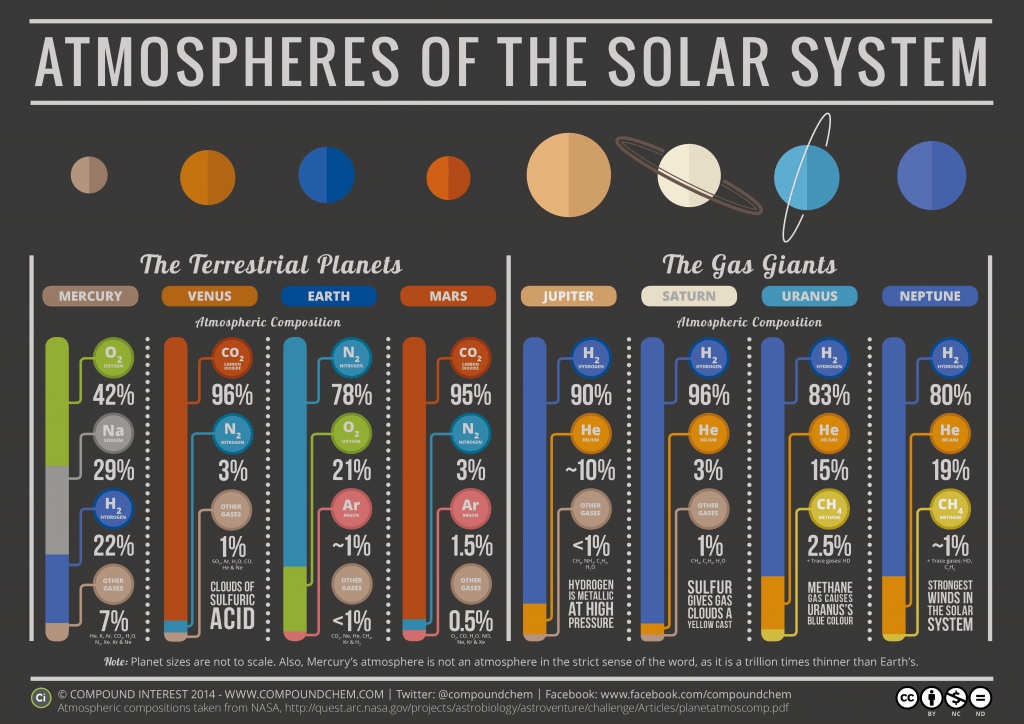 ATMOSPHERES OF THE SOLAR SYSTEM
The Terrestrial Planets
MERCURY
VENUS
EARTH
MARS
Atmospheric Composition
O2
OXYGEN
42%
Na
SODIUM
29%
H2
HYDROGEN
22%
OTHER
GASES
7%
He, K, Ar, CO2, H2O,
N2, Xe, Kr & Ne
CO2
CARBON
DIOXIDE
96%
N2
NITROGEN
3%
OTHER
GASES
1%
SO2, Ar, H2O, CO,
He & Ne
CLOUDS OF
SULFURIC
ACID
N2
NITROGEN
78%
O2
OXYGEN
21%
Ar
ARGON
~1%
OTHER
GASES
<1%
CO2, Ne, He, CH4,
Kr & H2
CO2
CARBON
DIOXIDE
95%
N2
NITROGEN
3%
Ar
ARGON
1.5%
OTHER
GASES
0.5%
O2, CO, H2O, NO,
Ne, Kr & Xe
The Gas Giants
JUPITER
SATURN
URANUS
NEPTUNE
Atmospheric Composition
H2
HYDROGEN
90%
He
HELIUM
~10%
OTHER
GASES
<1%
CH4, NH3, C2H6,
H2O
HYDROGEN
IS METALLIC
AT HIGH
PRESSURE
H2
HYDROGEN
96%
He
HELIUM
3%
OTHER
GASES
1%
SULFUR
GIVES GAS
CLOUDS A
YELLOW CAST
H2
HYDROGEN
83%
He
HELIUM
15%
CH4
METHANE
2.5%
+ Trace gases: HD
METHANE
GAS CAUSES
URANUS'S
BLUE COLOUR
H2
HYDROGEN
80%
He
HELIUM
19%
CH4
METHANE
~1%
+ Trace gases: HD,
C2H6
STRONGEST
WINDS IN
THE SOLAR
SYSTEM
Note: Planet sizes are not to scale. Also, Mercury's atmosphere is not an atmosphere in the strict sense of the word, as it is a trillion times thinner than Earth's.
Ci
© COMPOUND INTEREST 2014 - WWW.COMPOUNDCHEM.COM | Twitter: @compoundchem | Facebook: www.facebook.com/compoundchem
Atmospheric compositions taken from NASA, http://quest.arc.nasa.gov/projects/astrobiology/astroventure/challenge/Articles/planetatmoscomp.pdf
CC
BY
NC
ND